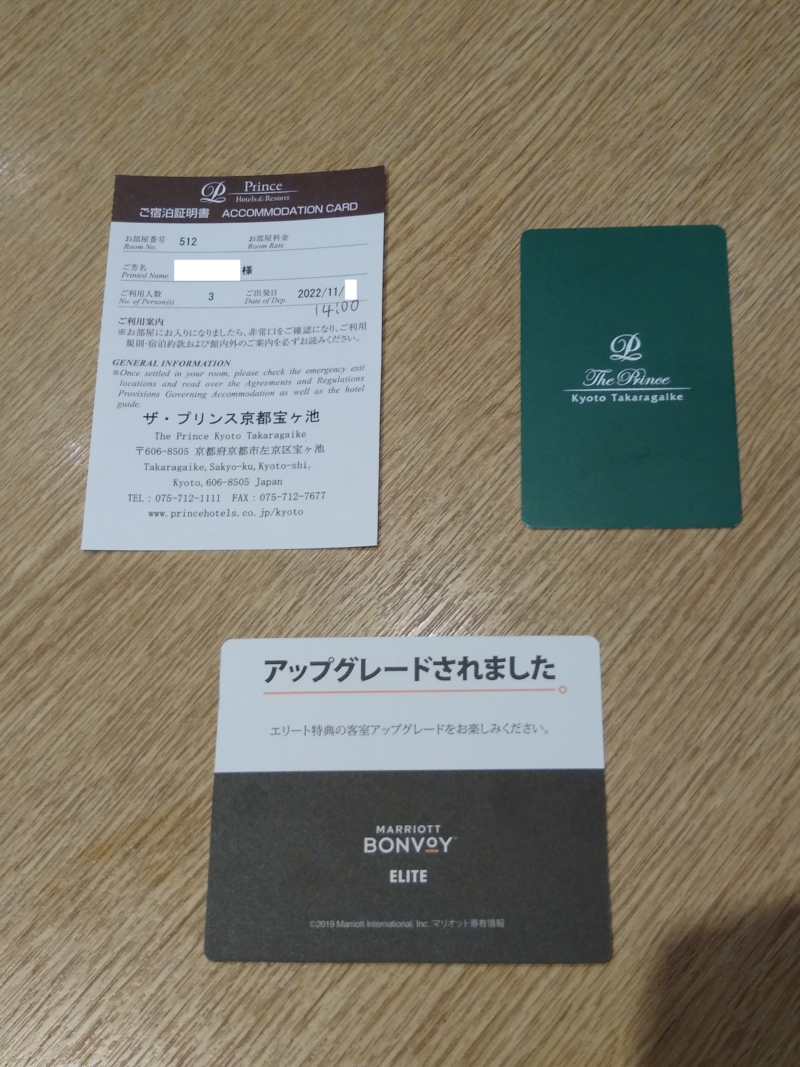 Prince
Hotels & Resorts
ご宿泊証明書 ACCOMMODATION CARD
お部屋番号 512 お部屋料金
Room No. Room Rate
ご芳名 様
Printed Name
ご利用人数 3 ご出発日 2022/11/
No. of Person(s) Date of Dep. 14:00
ご利用案内
※お部屋にお入りになりましたら、非常口をご確認になり、ご利用
規則・宿泊約款および館内外のご案内を必ずお読みください。
GENERAL INFORMATION
※Once settled in your room, please check the emergency exit
locations and read over the Agreements and Regulations
Provisions Governing Accommodation as well as the hotel
guide.
ザ・プリンス京都宝ヶ池
The Prince Kyoto Takaragaike
〒606-8505 京都府京都市左京区宝ヶ池
Takaragaike, Sakyo-ku, Kyoto-shi,
Kyoto, 606-8505 Japan
TEL : 075-712-1111 FAX : 075-712-7677
www.princehotels.co.jp/kyoto
The Prince
Kyoto Takaragaike
アップグレードされました
エリート特典の客室アップグレードをお楽しみください。
MARRIOTT
BONVOY™
ELITE
©2019 Marriott International, Inc. マリオット専有情報